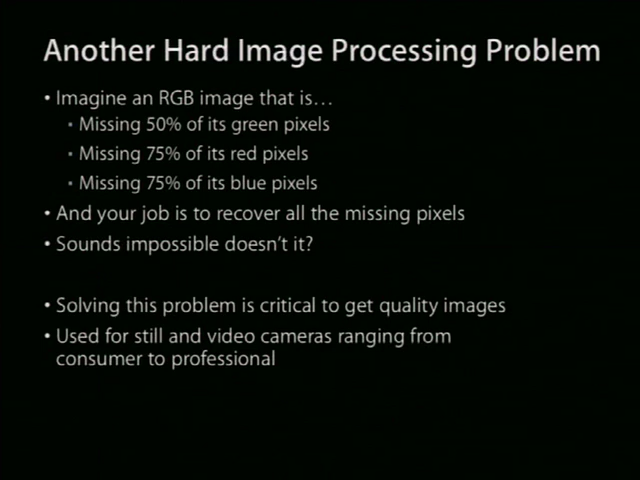 Another Hard Image Processing Problem
• Imagine an RGB image that is…
▪ Missing 50% of its green pixels
▪ Missing 75% of its red pixels
▪ Missing 75% of its blue pixels
• And your job is to recover all the missing pixels
• Sounds impossible doesn't it?
• Solving this problem is critical to get quality images
• Used for still and video cameras ranging from
consumer to professional